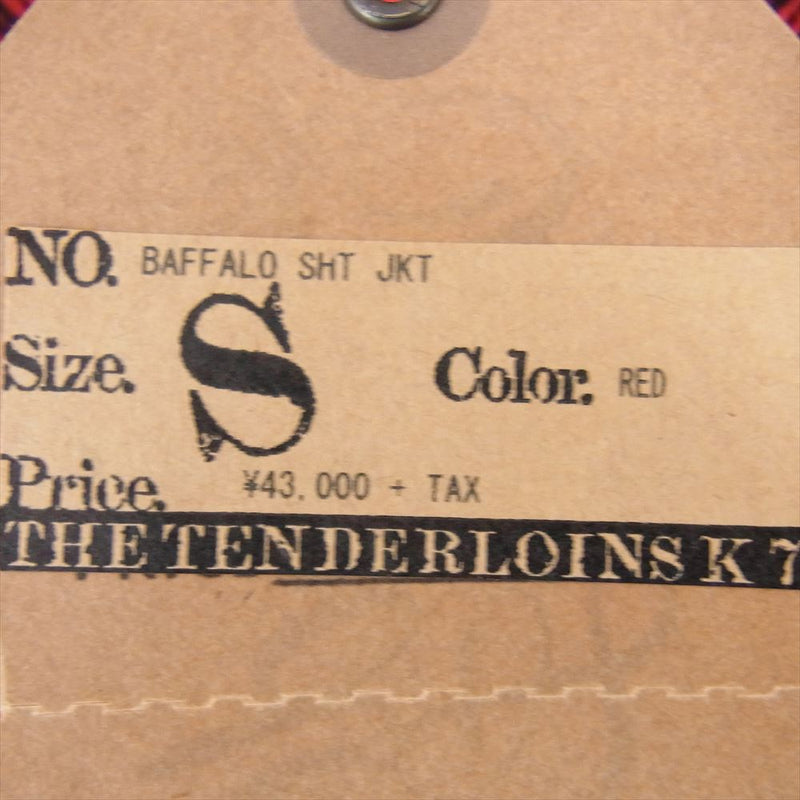 NO. BAFFALO SHT JKT
Size. S Color. RED
Price. ¥43,000 + TAX
THE TENDERLOINS K 7